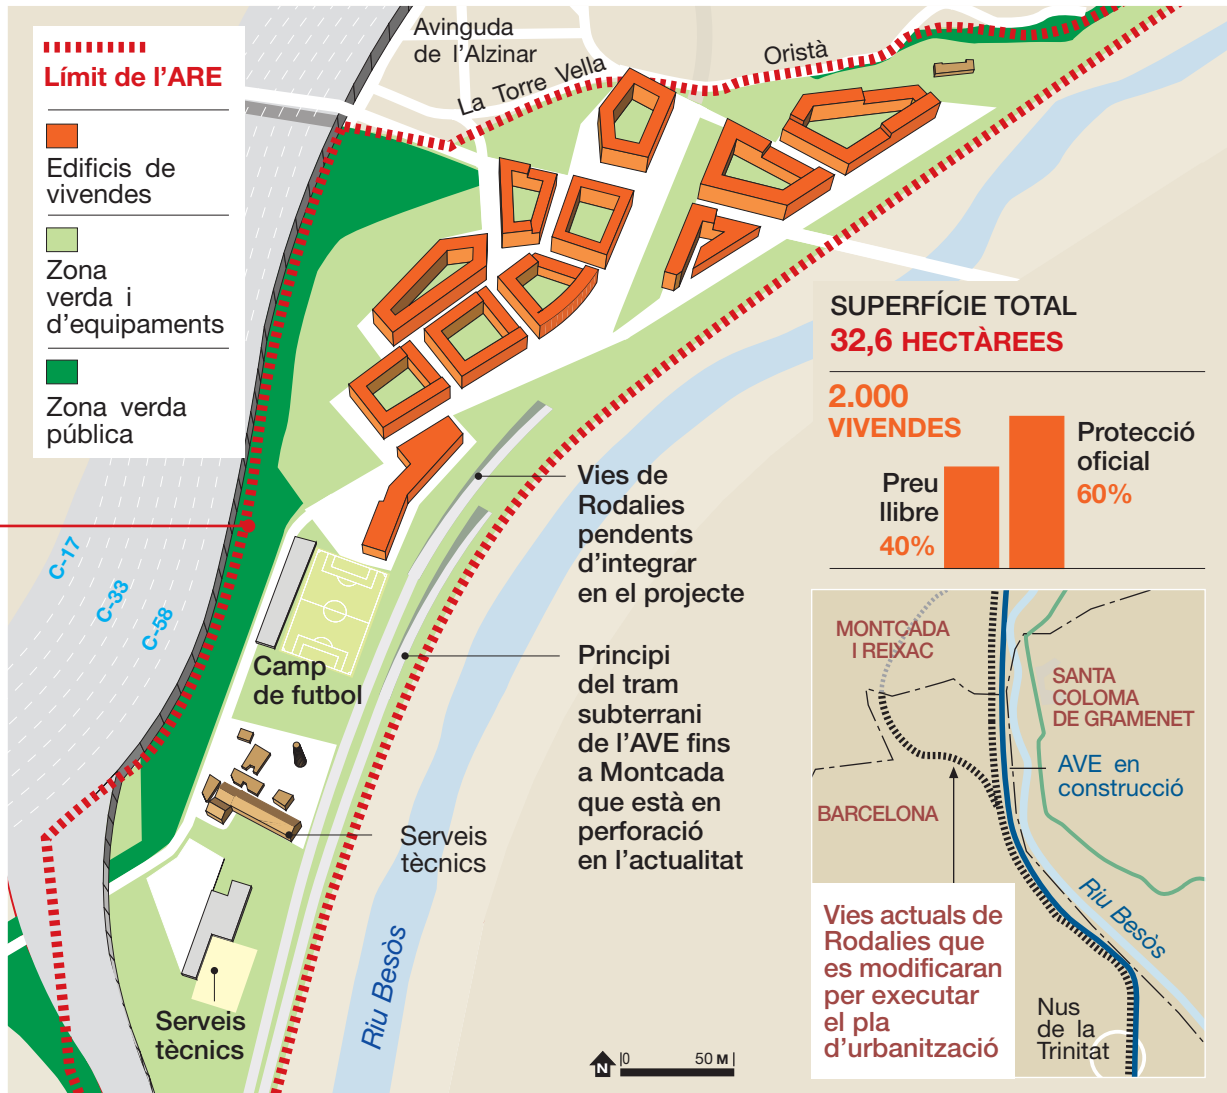 Límit de l'ARE
Edificis de
vivendes
Zona
verda i
d'equipaments
Zona verda
pública
Avinguda
de l'Alzinar
La Torre Vella
Oristà
C-17
C-33
C-58
Camp
de futbol
Serveis
tècnics
Serveis
tècnics
Riu Besòs
Vies de
Rodalies
pendents
d'integrar
en el projecte
Principi
del tram
subterrani
de l'AVE fins
a Montcada
que està en
perforació
en l'actualitat
N
0 50 M
SUPERFÍCIE TOTAL
32,6 HECTÀREES
2.000
VIVENDES
Preu
llibre
40%
Protecció
oficial
60%
MONTCADA
I REIXAC
SANTA
COLOMA
DE GRAMENET
AVE en
construcció
BARCELONA
Riu Besòs
Vies actuals de
Rodalies que
es modificaran
per executar
el pla
d'urbanització
Nus
de la
Trinitat